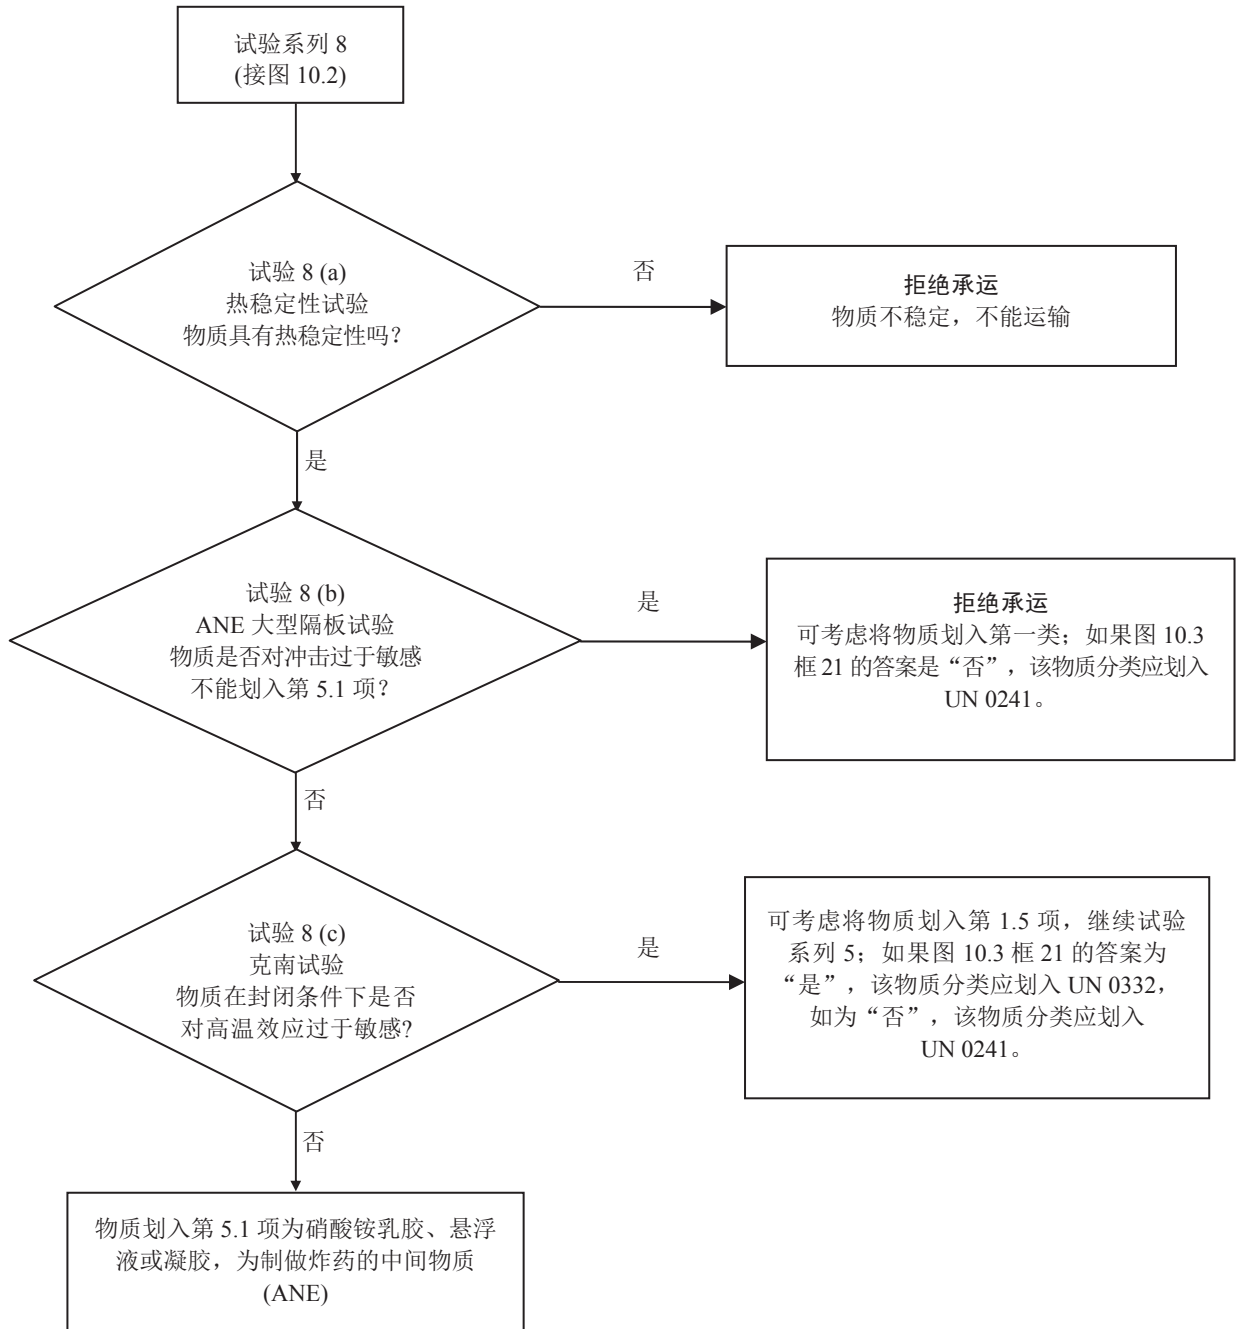 试验系列 8
(接图 10.2)
试验 8 (a)
热稳定性试验
物质具有热稳定性吗？
否
拒绝承运
物质不稳定，不能运输
是
试验 8 (b)
ANE 大型隔板试验
物质是否对冲击过于敏感
不能划入第 5.1 项？
是
拒绝承运
可考虑将物质划入第一类；如果图 10.3
框 21 的答案是“否”，该物质分类应划入
UN 0241。
否
试验 8 (c)
克南试验
物质在封闭条件下是否
对高温效应过于敏感?
是
可考虑将物质划入第 1.5 项，继续试验
系列 5；如果图 10.3 框 21 的答案为
“是”，该物质分类应划入 UN 0332，
如为“否”，该物质分类应划入
UN 0241。
否
物质划入第 5.1 项为硝酸铵乳胶、悬浮
液或凝胶，为制做炸药的中间物质
(ANE)